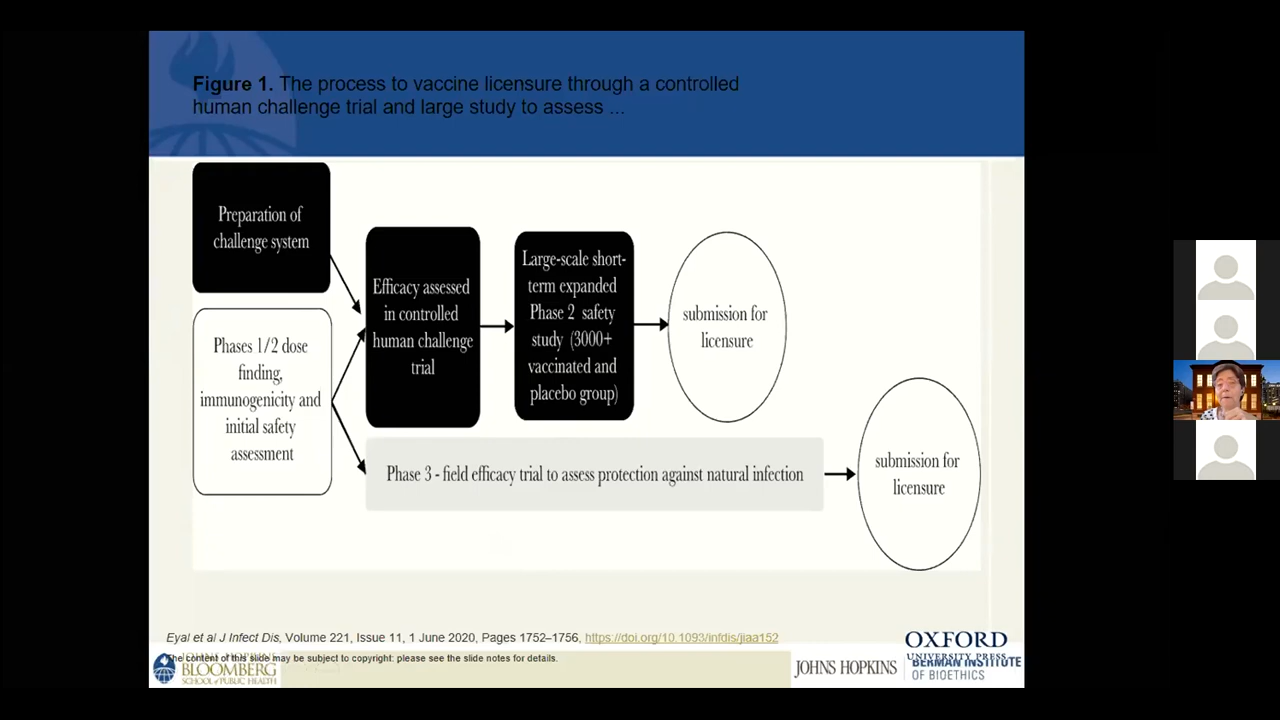 Figure 1. The process to vaccine licensure through a controlled
human challenge trial and large study to assess ...
Preparation of
challenge system
Phases 1/2 dose
finding,
immunogenicity and
initial safety
assessment
Efficacy assessed
in controlled
human challenge
trial
Large-scale short-
term expanded
Phase 2 safety
study (3000+
vaccinated and
placebo group)
submission for
licensure
Phase 3 - field efficacy trial to assess protection against natural infection
submission for
licensure
Eyal et al J Infect Dis, Volume 221, Issue 11, 1 June 2020, Pages 1752–1756, https://doi.org/10.1093/infdis/jiaa152
OXFORD
UNIVERSITY PRESS
The content of this slide may be subject to copyright: please see the slide notes for details.
JOHNS HOPKINS
BLOOMBERG
SCHOOL of PUBLIC HEALTH
JOHNS HOPKINS
BERMAN INSTITUTE
OF BIOETHICS